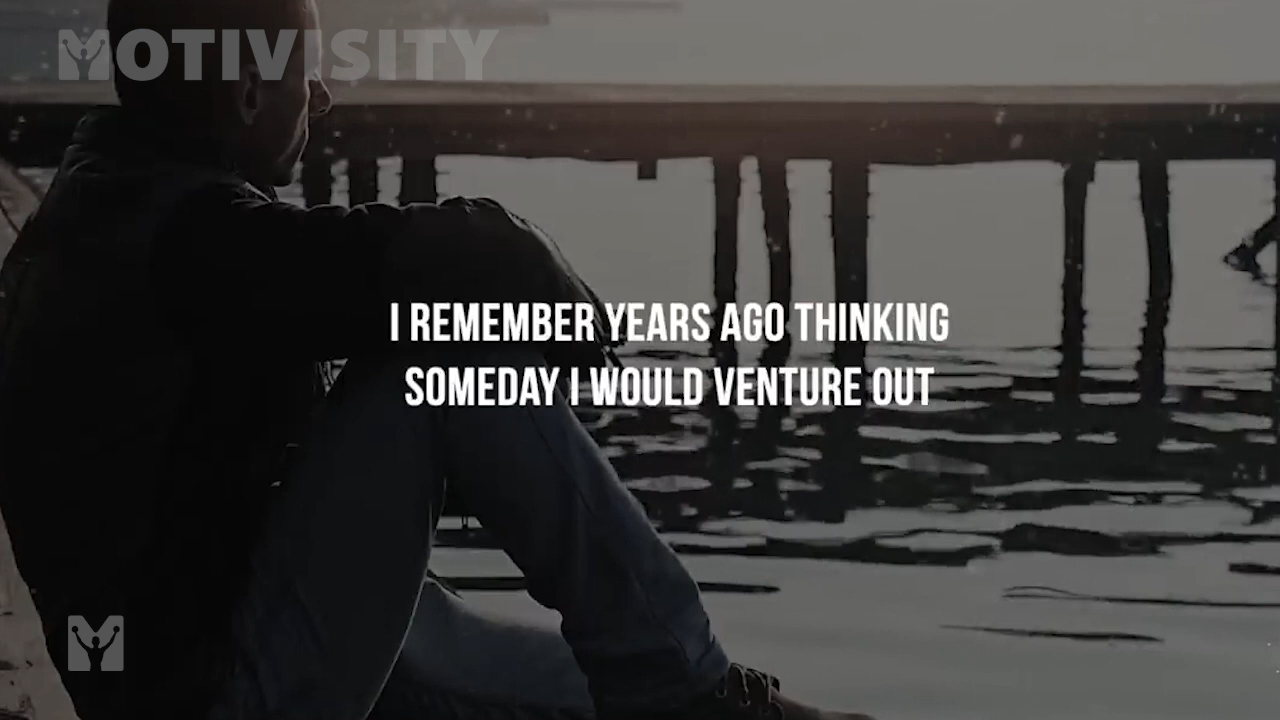 MOTIVISITY
I REMEMBER YEARS AGO THINKING
SOMEDAY I WOULD VENTURE OUT